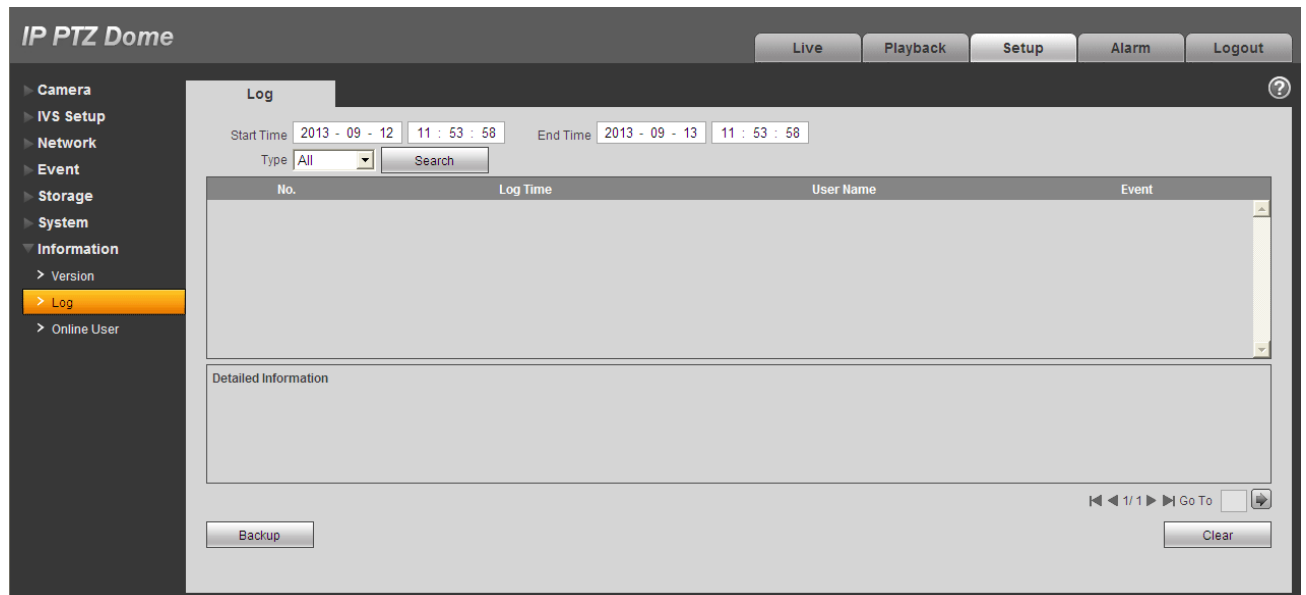 IP PTZ Dome
Live Playback Setup Alarm Logout
Camera
IVS Setup
Network
Event
Storage
System
Information
> Version
> Log
> Online User
Log ?
Start Time 2013 - 09 - 12 11 : 53 : 58 End Time 2013 - 09 - 13 11 : 53 : 58
Type All Search
No. Log Time User Name Event
Detailed Information
1/ 1 Go To
Backup Clear